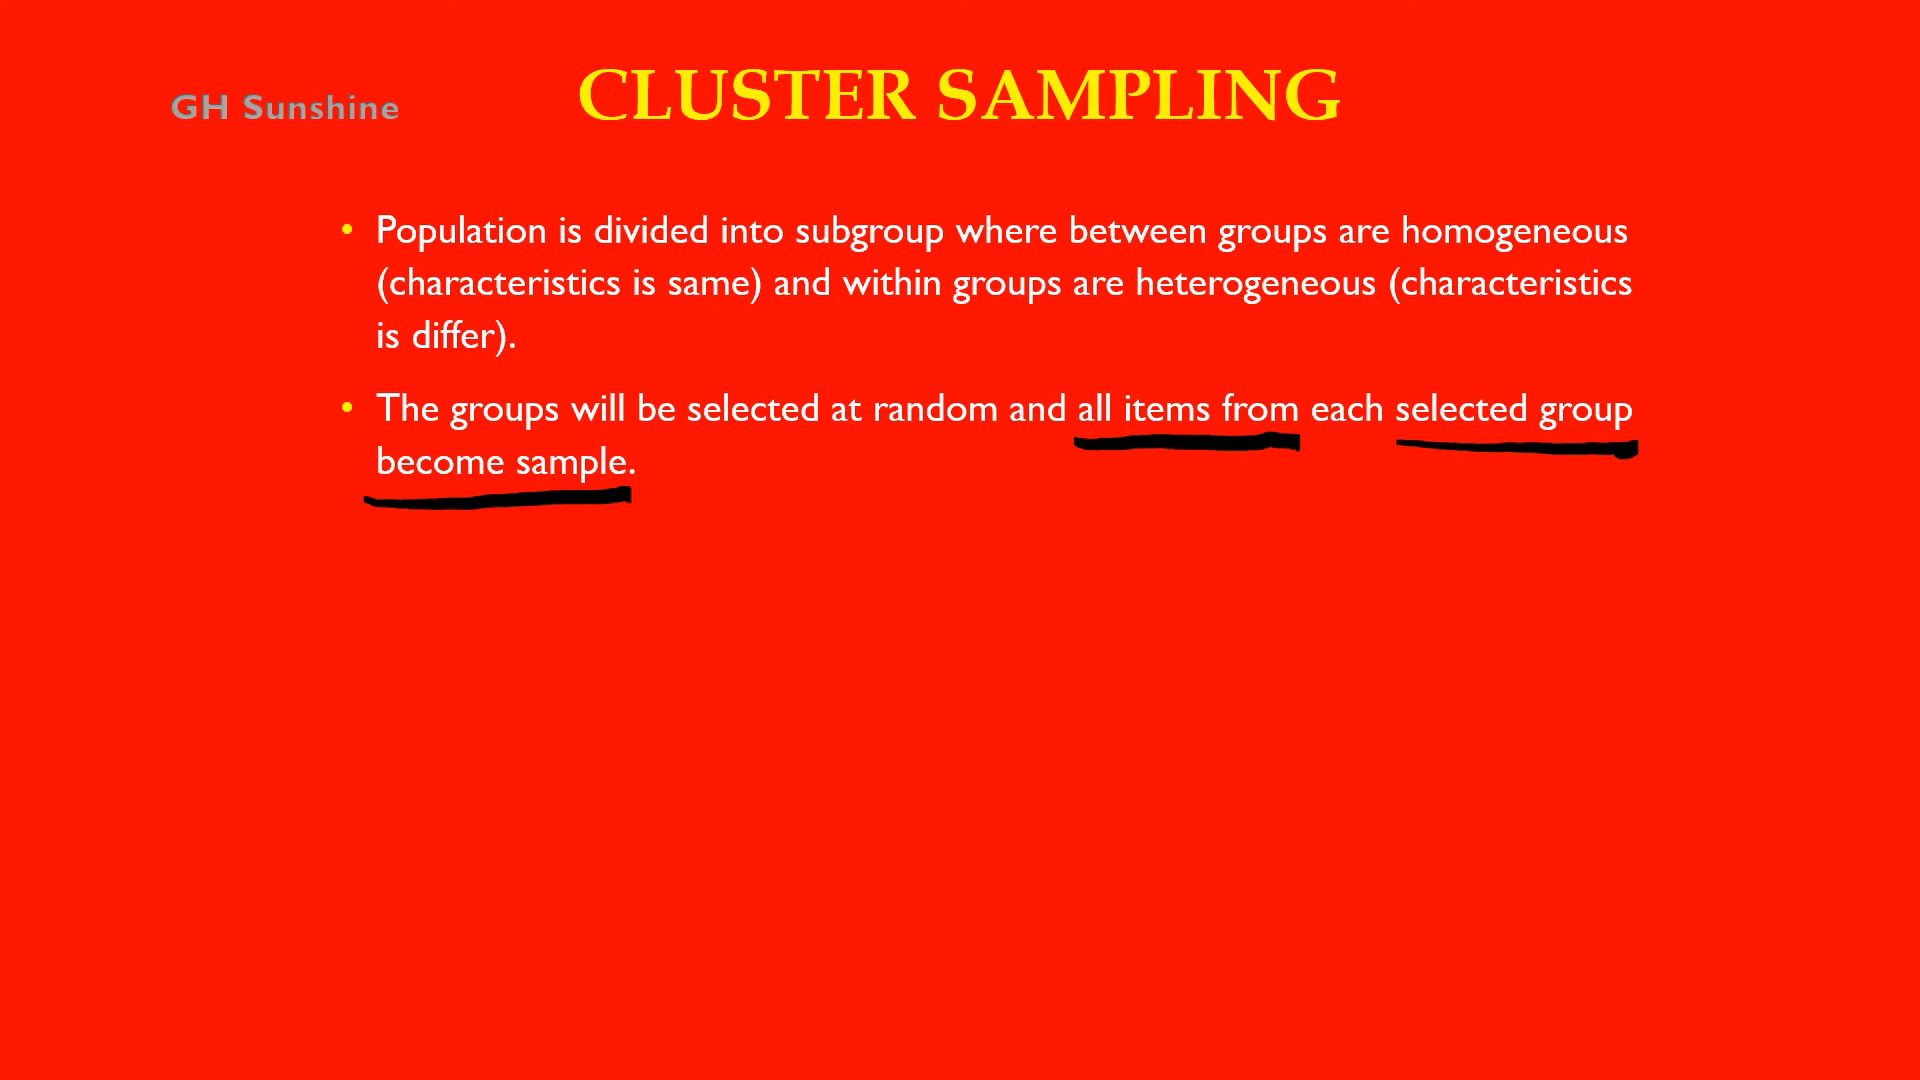 GH Sunshine
CLUSTER SAMPLING
• Population is divided into subgroup where between groups are homogeneous
(characteristics is same) and within groups are heterogeneous (characteristics
is differ).
• The groups will be selected at random and all items from each selected group
become sample.